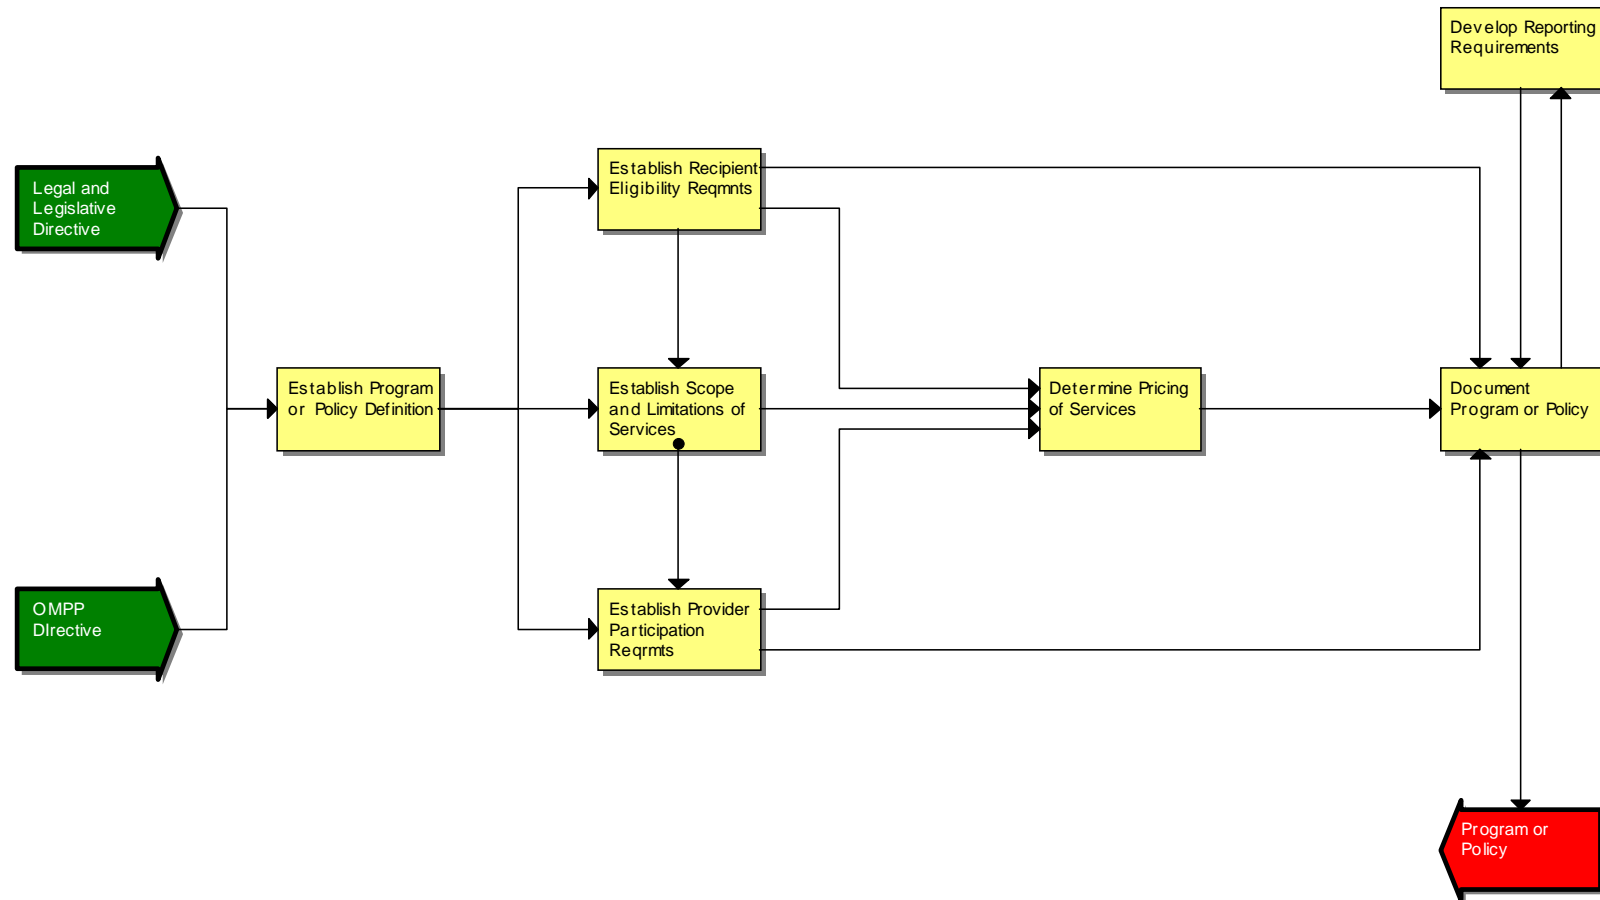 Develop Reporting
Requirements
Legal and
Legislative
Directive
Establish Recipient
Eligibility Reqmnts
Establish Program
or Policy Definition
Establish Scope
and Limitations of
Services
Determine Pricing
of Services
Document
Program or Policy
OMPP
DIrective
Establish Provider
Participation
Reqrmts
Program or
Policy